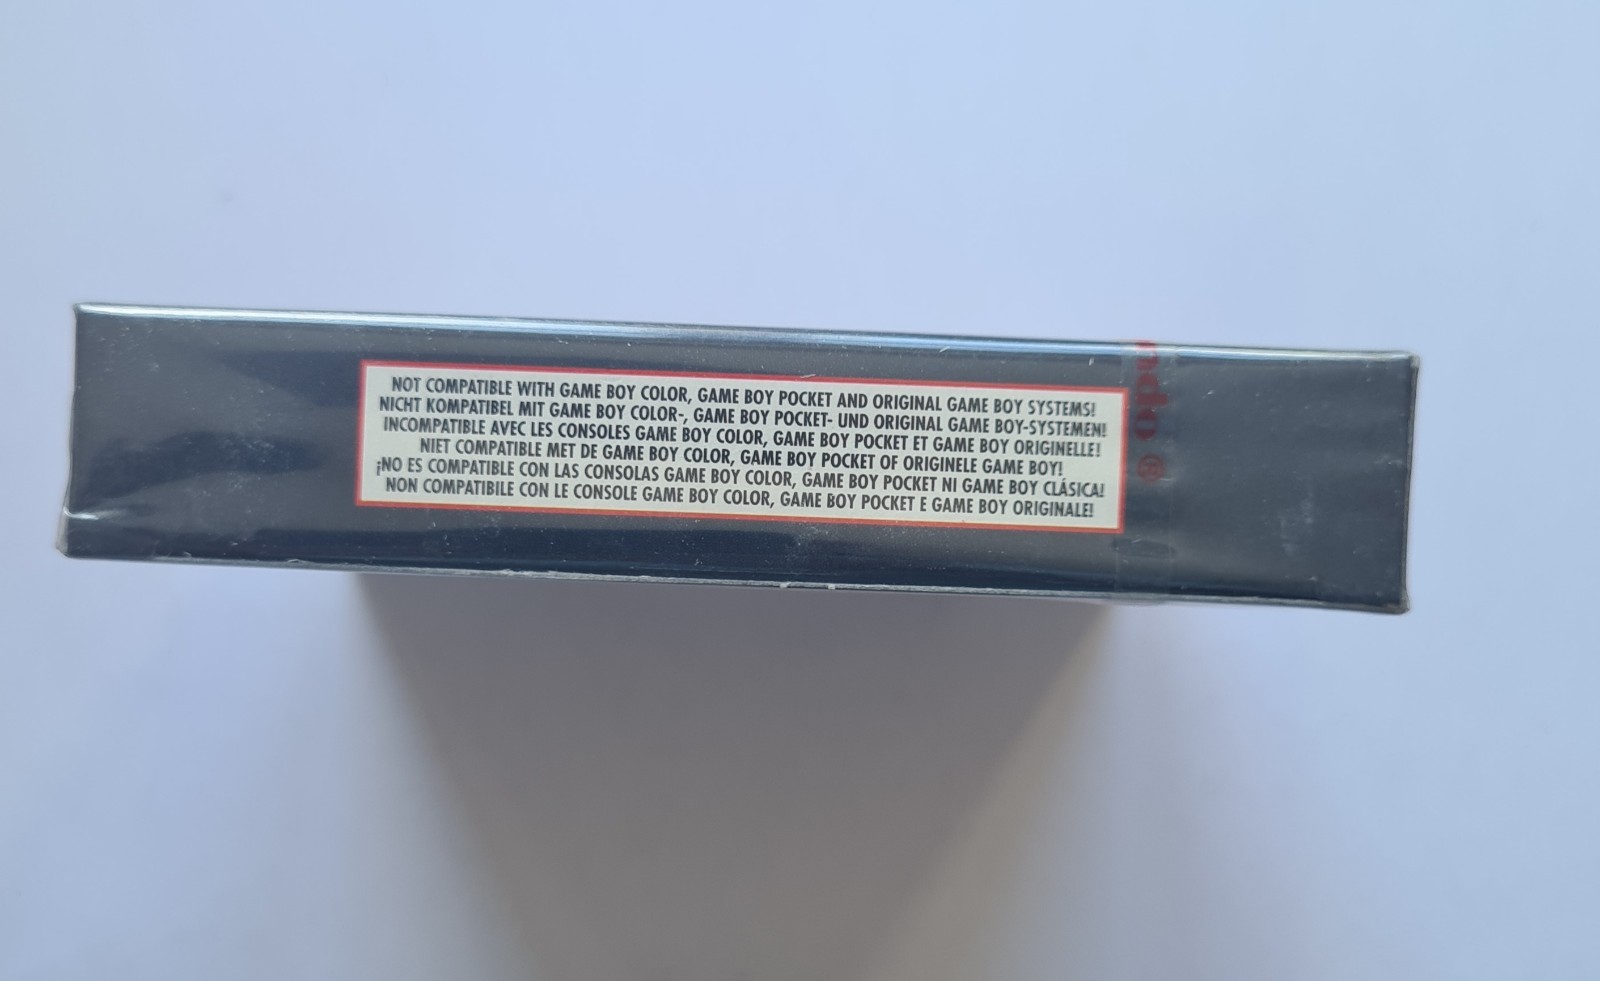 NOT COMPATIBLE WITH GAME BOY COLOR, GAME BOY POCKET AND ORIGINAL GAME BOY SYSTEMS!
NICHT KOMPATIBEL MIT GAME BOY COLOR-, GAME BOY POCKET- UND ORIGINAL GAME BOY-SYSTEMEN!
INCOMPATIBLE AVEC LES CONSOLES GAME BOY COLOR, GAME BOY POCKET ET GAME BOY ORIGINELLE!
NIET COMPATIBLE MET DE GAME BOY COLOR, GAME BOY POCKET OF ORIGINELE GAME BOY!
¡NO ES COMPATIBLE CON LAS CONSOLAS GAME BOY COLOR, GAME BOY POCKET NI GAME BOY CLÁSICA!
NON COMPATIBILE CON LE CONSOLE GAME BOY COLOR, GAME BOY POCKET E GAME BOY ORIGINALE!